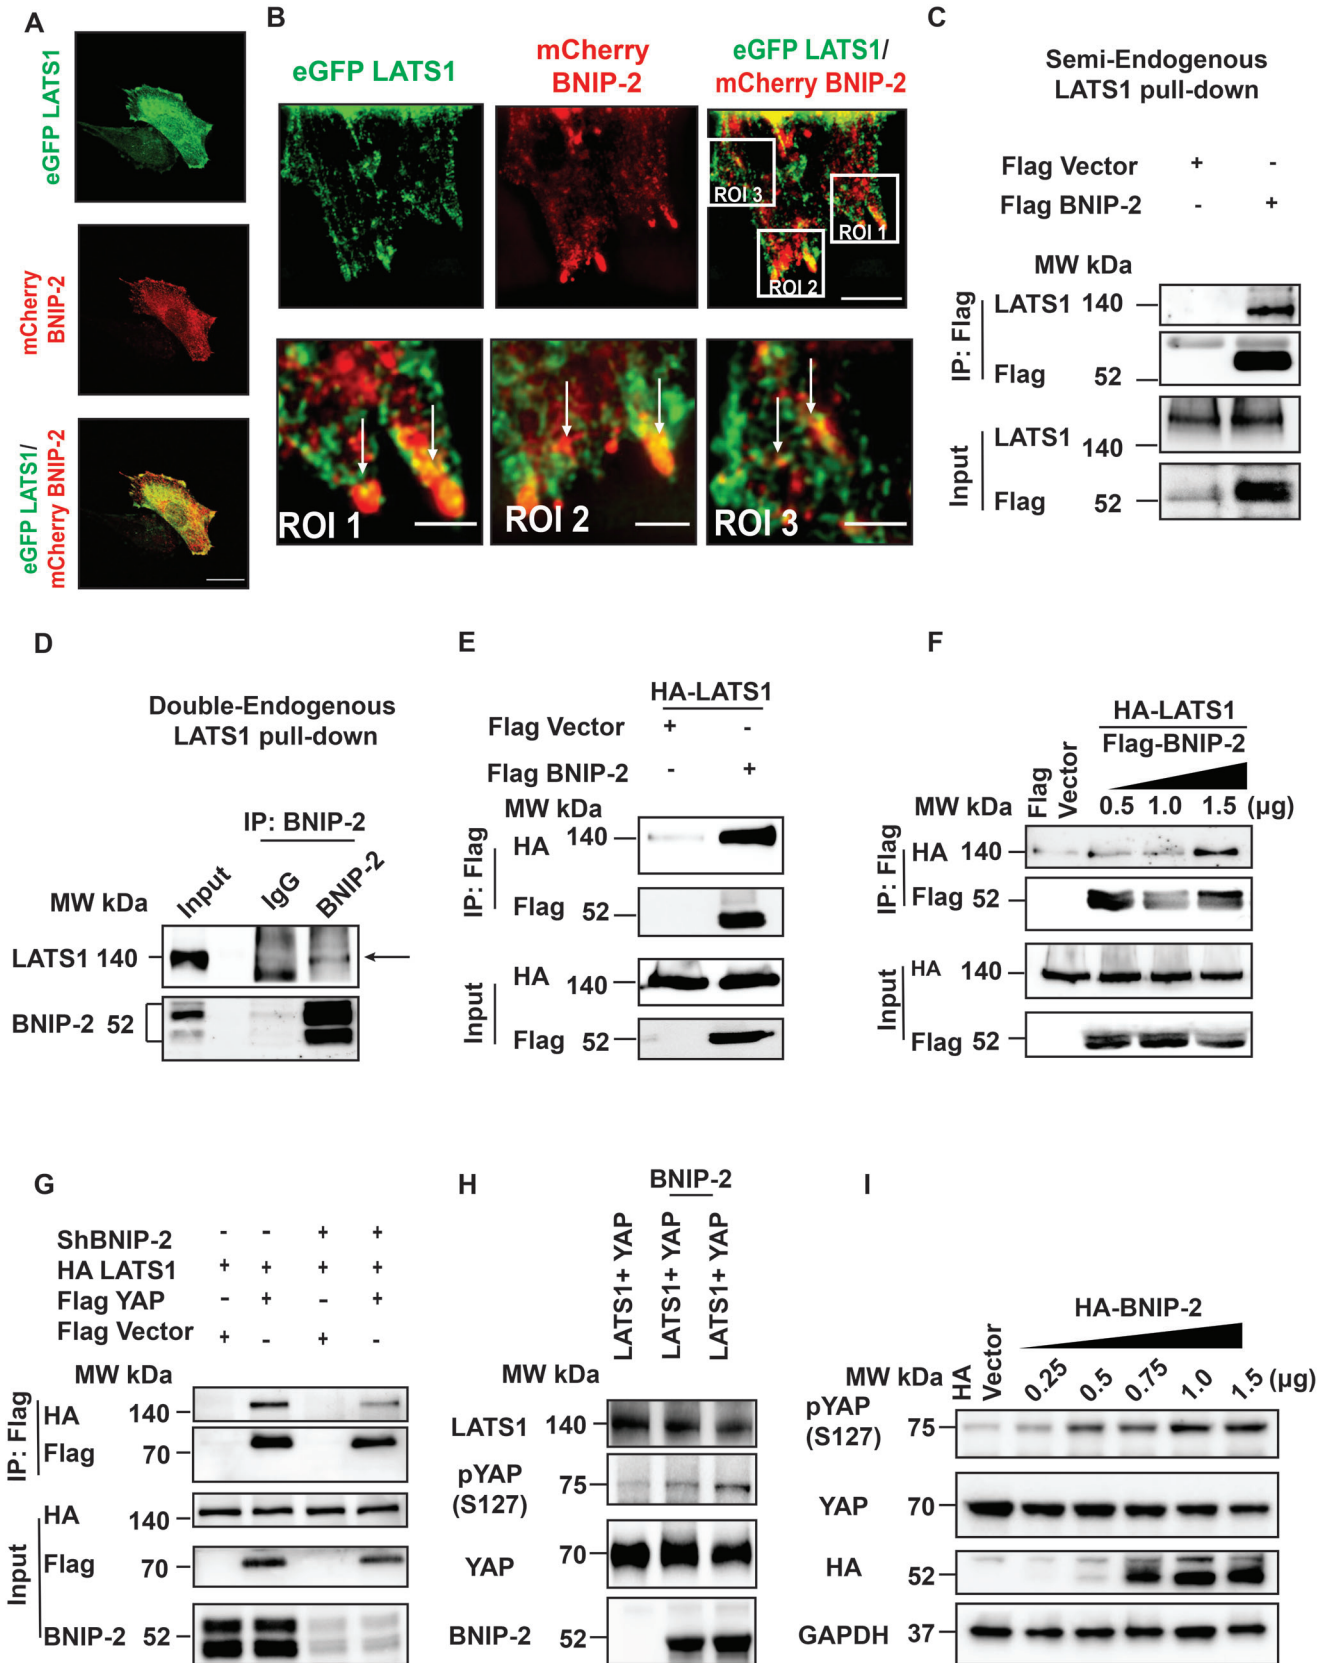 A
eGFP LATS1
mCherry
BNIP-2
eGFP LATS1/
mCherry BNIP-2
B
eGFP LATS1
mCherry
BNIP-2
eGFP LATS1/
mCherry BNIP-2
ROI 3
ROI 1
ROI 2
ROI 1
ROI 2
ROI 3
C
Semi-Endogenous
LATS1 pull-down
Flag Vector + -
Flag BNIP-2 - +
MW kDa
IP: Flag
LATS1 140
Flag 52
Input
LATS1 140
Flag 52
D
Double-Endogenous
LATS1 pull-down
IP: BNIP-2
MW kDa Input IgG BNIP-2
LATS1 140
BNIP-2 52
E
HA-LATS1
Flag Vector + -
Flag BNIP-2 - +
MW kDa
IP: Flag
HA 140
Flag 52
Input
HA 140
Flag 52
F
HA-LATS1
Flag-BNIP-2
Flag
Vector
MW kDa 0.5 1.0 1.5 (µg)
IP: Flag
HA 140
Flag 52
Input
HA 140
Flag 52
G
ShBNIP-2 - - + +
HA LATS1 + + + +
Flag YAP - + - +
Flag Vector + - + -
MW kDa
IP: Flag
HA 140
Flag 70
Input
HA 140
Flag 70
BNIP-2 52
H
BNIP-2
LATS1+ YAP
LATS1+ YAP
LATS1+ YAP
MW kDa
LATS1 140
pYAP 75
(S127)
YAP 70
BNIP-2 52
I
HA-BNIP-2
HA
Vector
MW kDa 0.25 0.5 0.75 1.0 1.5 (µg)
pYAP
(S127) 75
YAP 70
HA 52
GAPDH 37